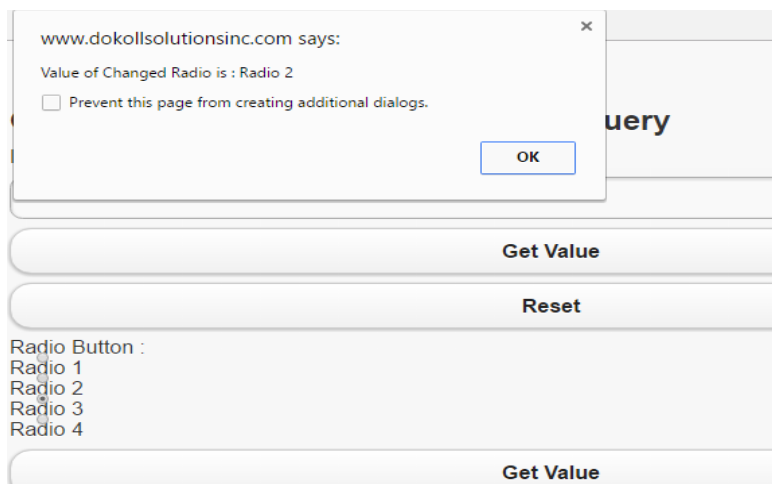 www.dokollsolutionsinc.com says:
Value of Changed Radio is : Radio 2
Prevent this page from creating additional dialogs.
OK
uery
Get Value
Reset
Radio Button :
Radio 1
Radio 2
Radio 3
Radio 4
Get Value